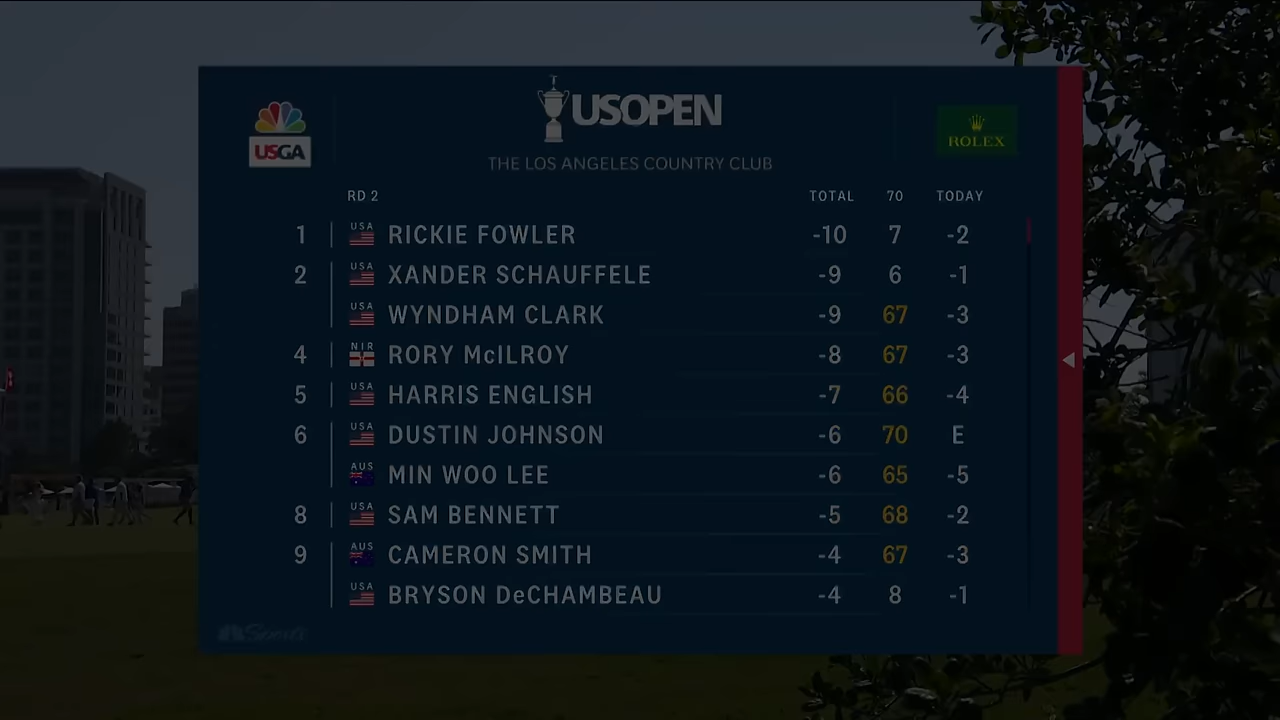 USOPEN
USGA
ROLEX
THE LOS ANGELES COUNTRY CLUB
RD 2 TOTAL 70 TODAY
1 USA RICKIE FOWLER -10 7 -2
2 USA XANDER SCHAUFFELE -9 6 -1
USA WYNDHAM CLARK -9 67 -3
4 NIR RORY McILROY -8 67 -3
5 USA HARRIS ENGLISH -7 66 -4
6 USA DUSTIN JOHNSON -6 70 E
AUS MIN WOO LEE -6 65 -5
8 USA SAM BENNETT -5 68 -2
9 AUS CAMERON SMITH -4 67 -3
USA BRYSON DeCHAMBEAU -4 8 -1
Sports